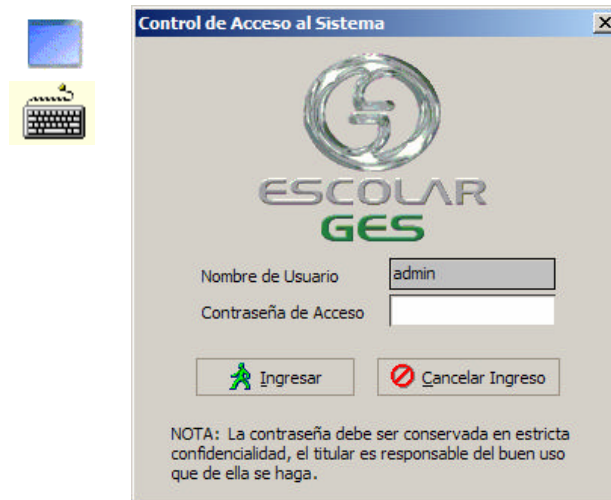 Control de Acceso al Sistema
ESCOLAR
GES
Nombre de Usuario
admin
Contraseña de Acceso
Ingresar
Cancelar Ingreso
NOTA: La contraseña debe ser conservada en estricta
confidencialidad, el titular es responsable del buen uso
que de ella se haga.